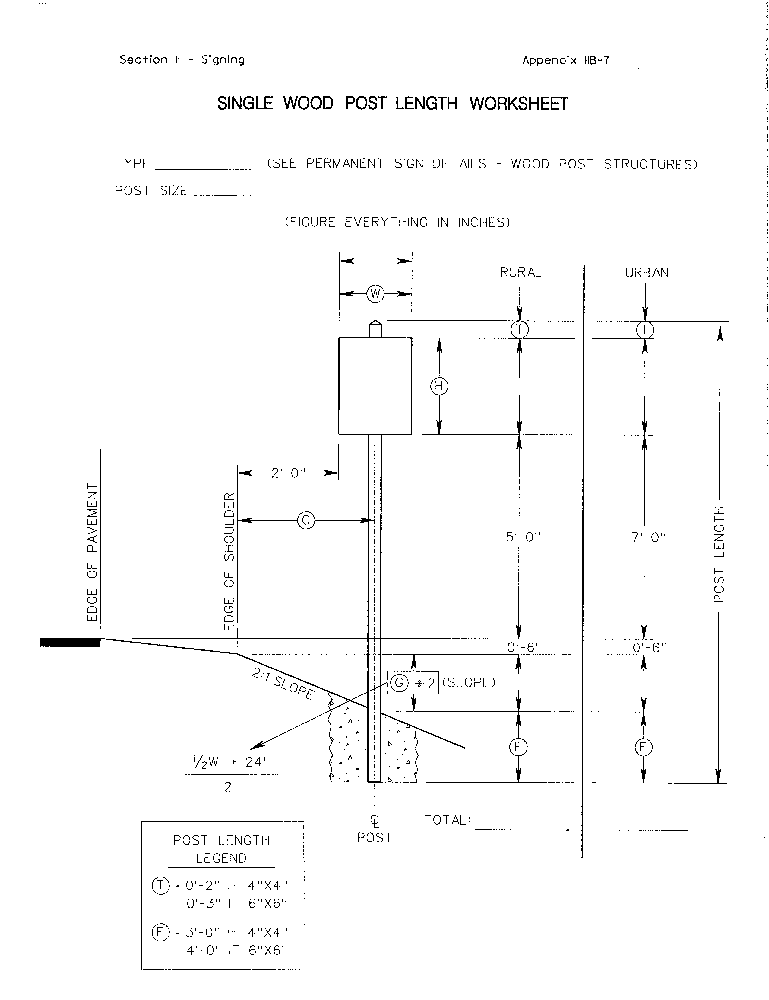 Section II - Signing
Appendix IIB-7
SINGLE WOOD POST LENGTH WORKSHEET
TYPE __________ (SEE PERMANENT SIGN DETAILS - WOOD POST STRUCTURES)
POST SIZE ______
(FIGURE EVERYTHING IN INCHES)
RURAL
URBAN
W
T
T
H
2'-0"
EDGE OF PAVEMENT
EDGE OF SHOULDER
G
5'-0"
7'-0"
POST LENGTH
0'-6"
0'-6"
2:1 SLOPE
G ÷ 2 (SLOPE)
F
F
1/2W + 24"
2
℄
POST
TOTAL: __________ __________
POST LENGTH
LEGEND
T = 0'-2" IF 4"X4"
0'-3" IF 6"X6"
F = 3'-0" IF 4"X4"
4'-0" IF 6"X6"